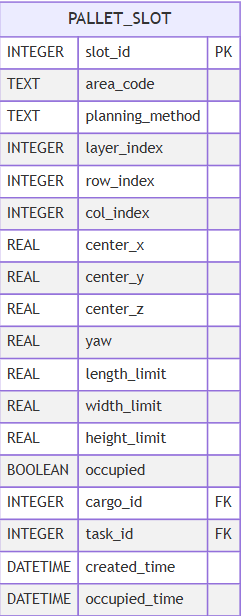 PALLET_SLOT
INTEGER slot_id PK
TEXT area_code
TEXT planning_method
INTEGER layer_index
INTEGER row_index
INTEGER col_index
REAL center_x
REAL center_y
REAL center_z
REAL yaw
REAL length_limit
REAL width_limit
REAL height_limit
BOOLEAN occupied
INTEGER cargo_id FK
INTEGER task_id FK
DATETIME created_time
DATETIME occupied_time